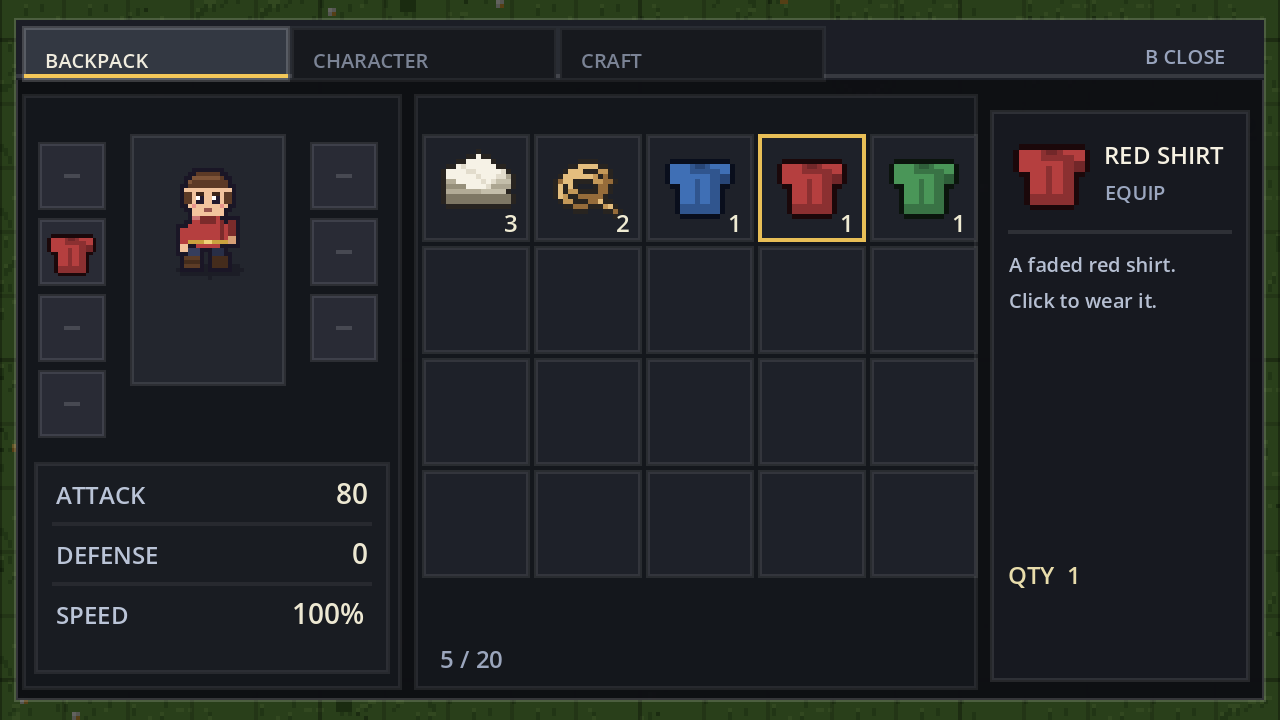 BACKPACK
CHARACTER
CRAFT
B CLOSE
3
2
1
1
1
RED SHIRT
EQUIP
A faded red shirt.
Click to wear it.
ATTACK 80
DEFENSE 0
SPEED 100%
5 / 20
QTY 1